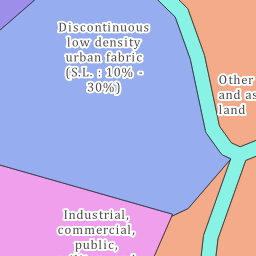 Discontinuous
low density
urban fabric
(S.L. : 10% -
30%)
Other
and as
land
Industrial,
commercial,
public,